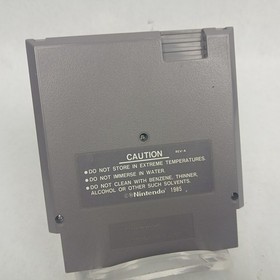 CAUTION
REV-A
● DO NOT STORE IN EXTREME TEMPERATURES.
● DO NOT IMMERSE IN WATER.
● DO NOT CLEAN WITH BENZENE, THINNER,
ALCOHOL OR OTHER SUCH SOLVENTS.
©Nintendo 1985